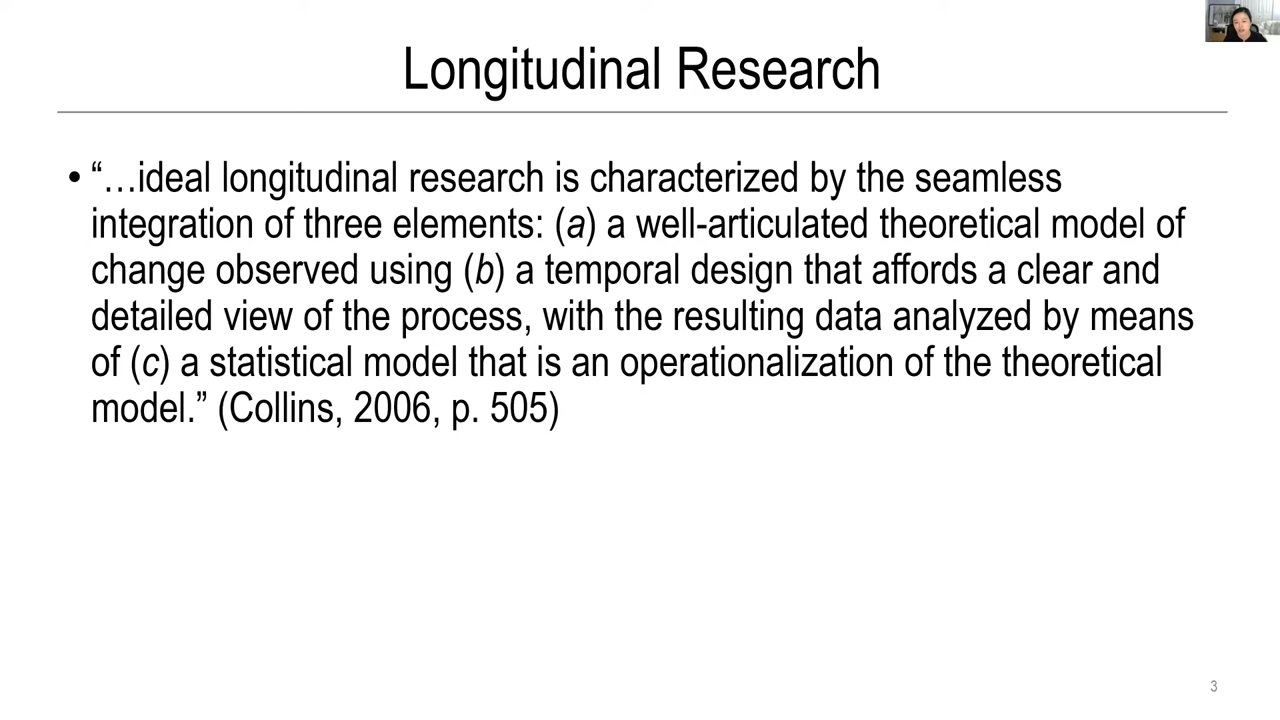 Longitudinal Research
• “…ideal longitudinal research is characterized by the seamless
integration of three elements: (a) a well-articulated theoretical model of
change observed using (b) a temporal design that affords a clear and
detailed view of the process, with the resulting data analyzed by means
of (c) a statistical model that is an operationalization of the theoretical
model.” (Collins, 2006, p. 505)
3